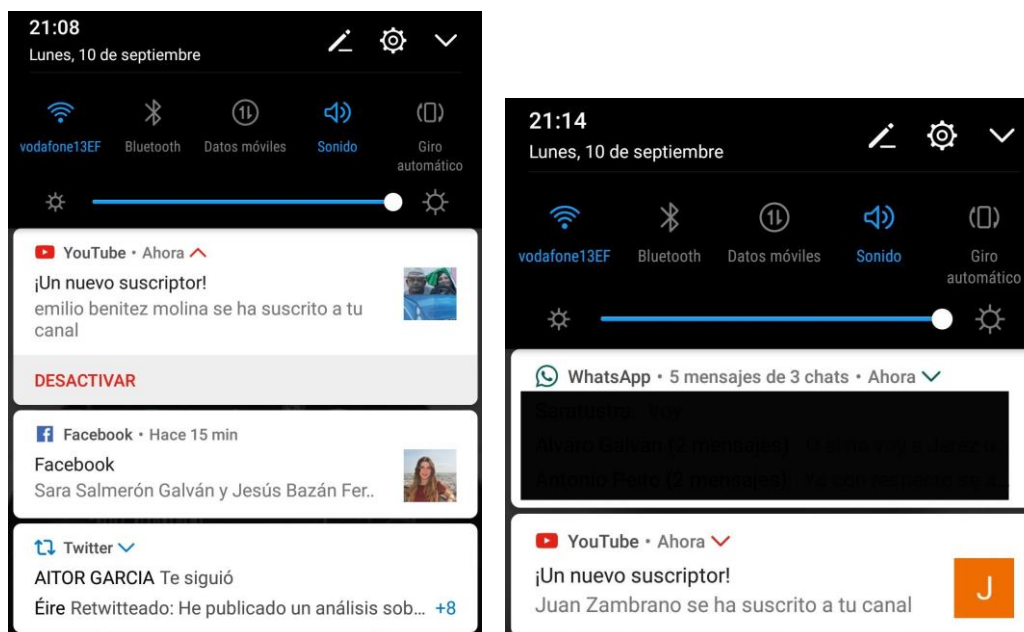 21:08
Lunes, 10 de septiembre
vodafone13EF
Bluetooth
Datos móviles
Sonido
Giro
automático
YouTube • Ahora
¡Un nuevo suscriptor!
emilio benitez molina se ha suscrito a tu
canal
DESACTIVAR
Facebook • Hace 15 min
Facebook
Sara Salmerón Galván y Jesús Bazán Fer..
Twitter
AITOR GARCIA Te siguió
Éire Retwitteado: He publicado un análisis sob... +8
21:14
Lunes, 10 de septiembre
vodafone13EF
Bluetooth
Datos móviles
Sonido
Giro
automático
WhatsApp • 5 mensajes de 3 chats • Ahora
YouTube • Ahora
¡Un nuevo suscriptor!
Juan Zambrano se ha suscrito a tu canal
J